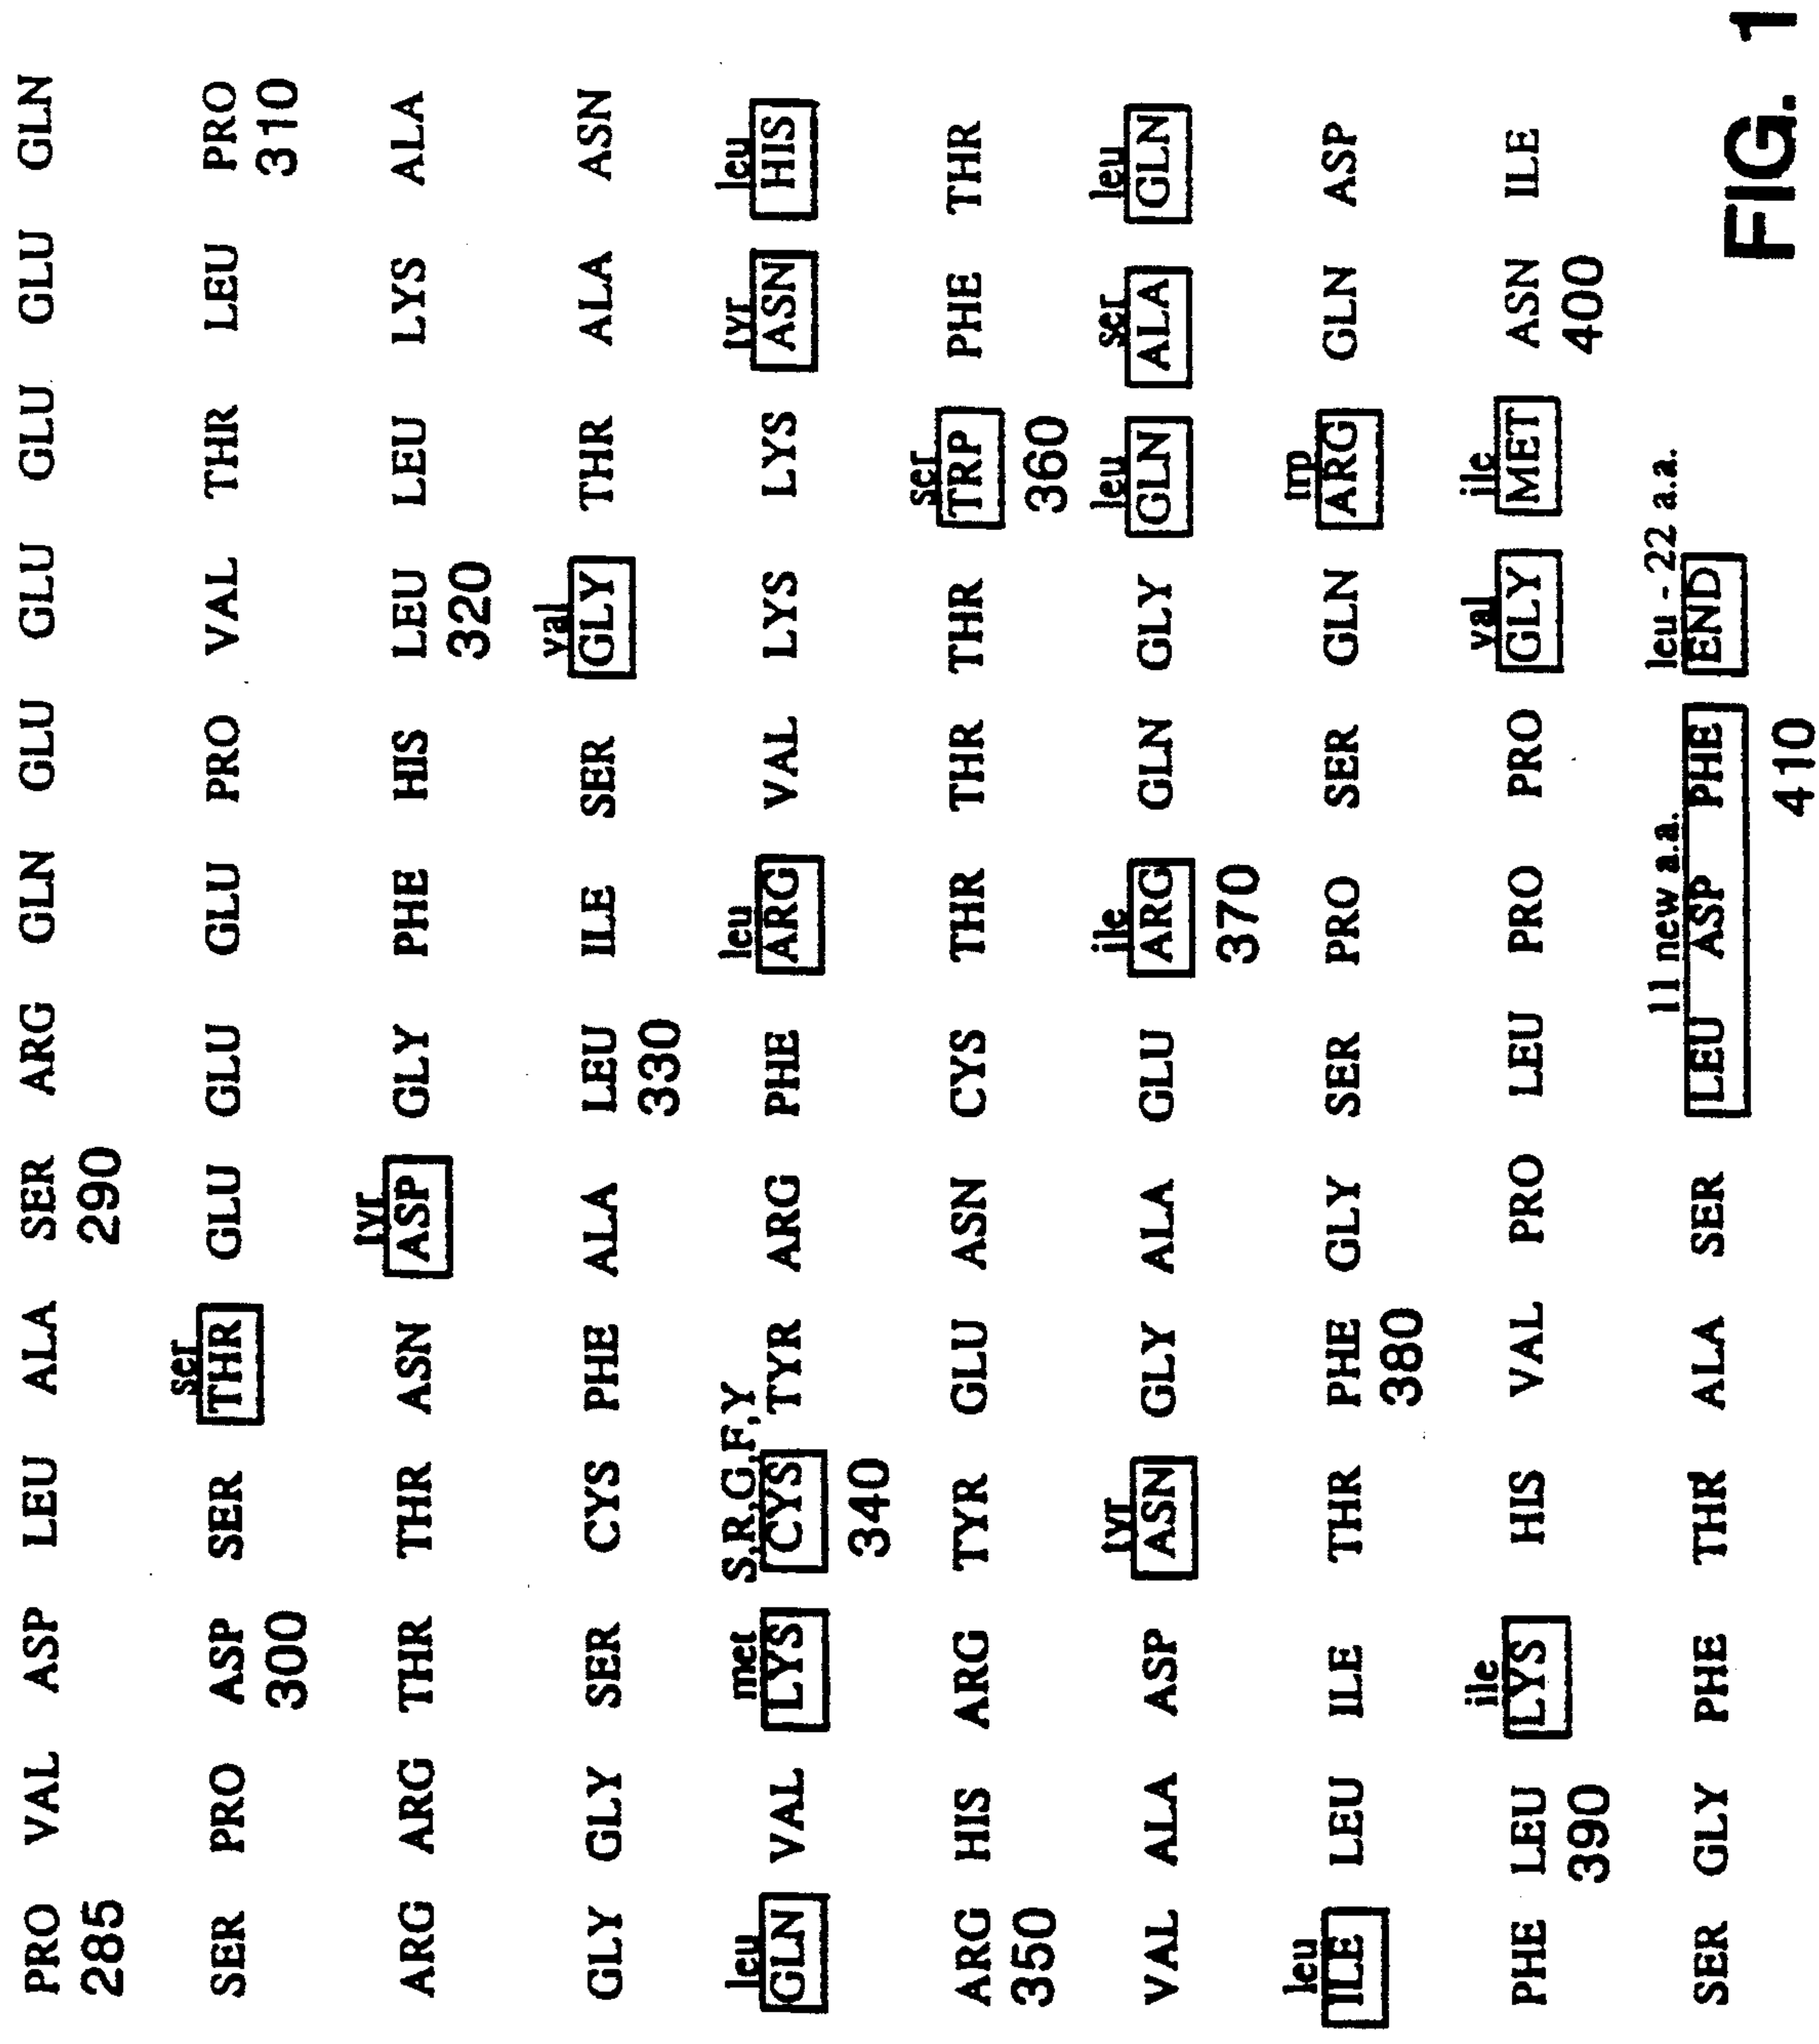 PRO VAL ASP LEU ALA SER ARG GLN GLU GLU GLU GLU GLN
285 290
ser
SER PRO ASP SER THR GLU GLU GLU PRO VAL THR LEU PRO
300 310
tyr
ARG ARG THR THR ASN ASP GLY PHE HIS LEU LEU LYS ALA
320
val
GLY GLY SER CYS PHE ALA LEU ILE SER GLY THR ALA ASN
330
leu met S,R,G,F,Y leu tyr leu
GLN VAL LYS CYS TYR ARG PHE ARG VAL LYS LYS ASN HIS
340
ser
ARG HIS ARG TYR GLU ASN CYS THR THR THR TRP PHE THR
350 360
tyr ile leu ser leu
VAL ALA ASP ASN GLY ALA GLU ARG GLN GLY GLN ALA GLN
370
leu trp
ILE LEU ILE THR PHE GLY SER PRO SER GLN ARG GLN ASP
380
ile val ile
PHE LEU LYS HIS VAL PRO LEU PRO PRO GLY MET ASN ILE
390 400
11 new a.a. leu - 22 a.a.
SER GLY PHE THR ALA SER LEU ASP PHE END
410
FIG. 1